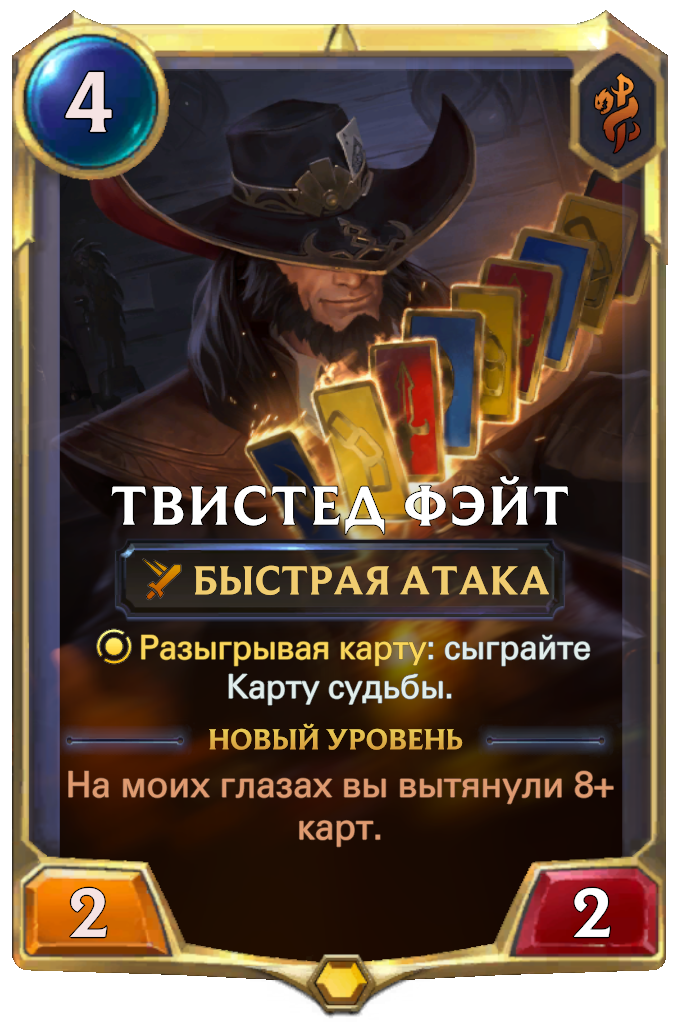 4
ТВИСТЕД ФЭЙТ
БЫСТРАЯ АТАКА
Разыгрывая карту: сыграйте
Карту судьбы.
НОВЫЙ УРОВЕНЬ
На моих глазах вы вытянули 8+
карт.
2
2